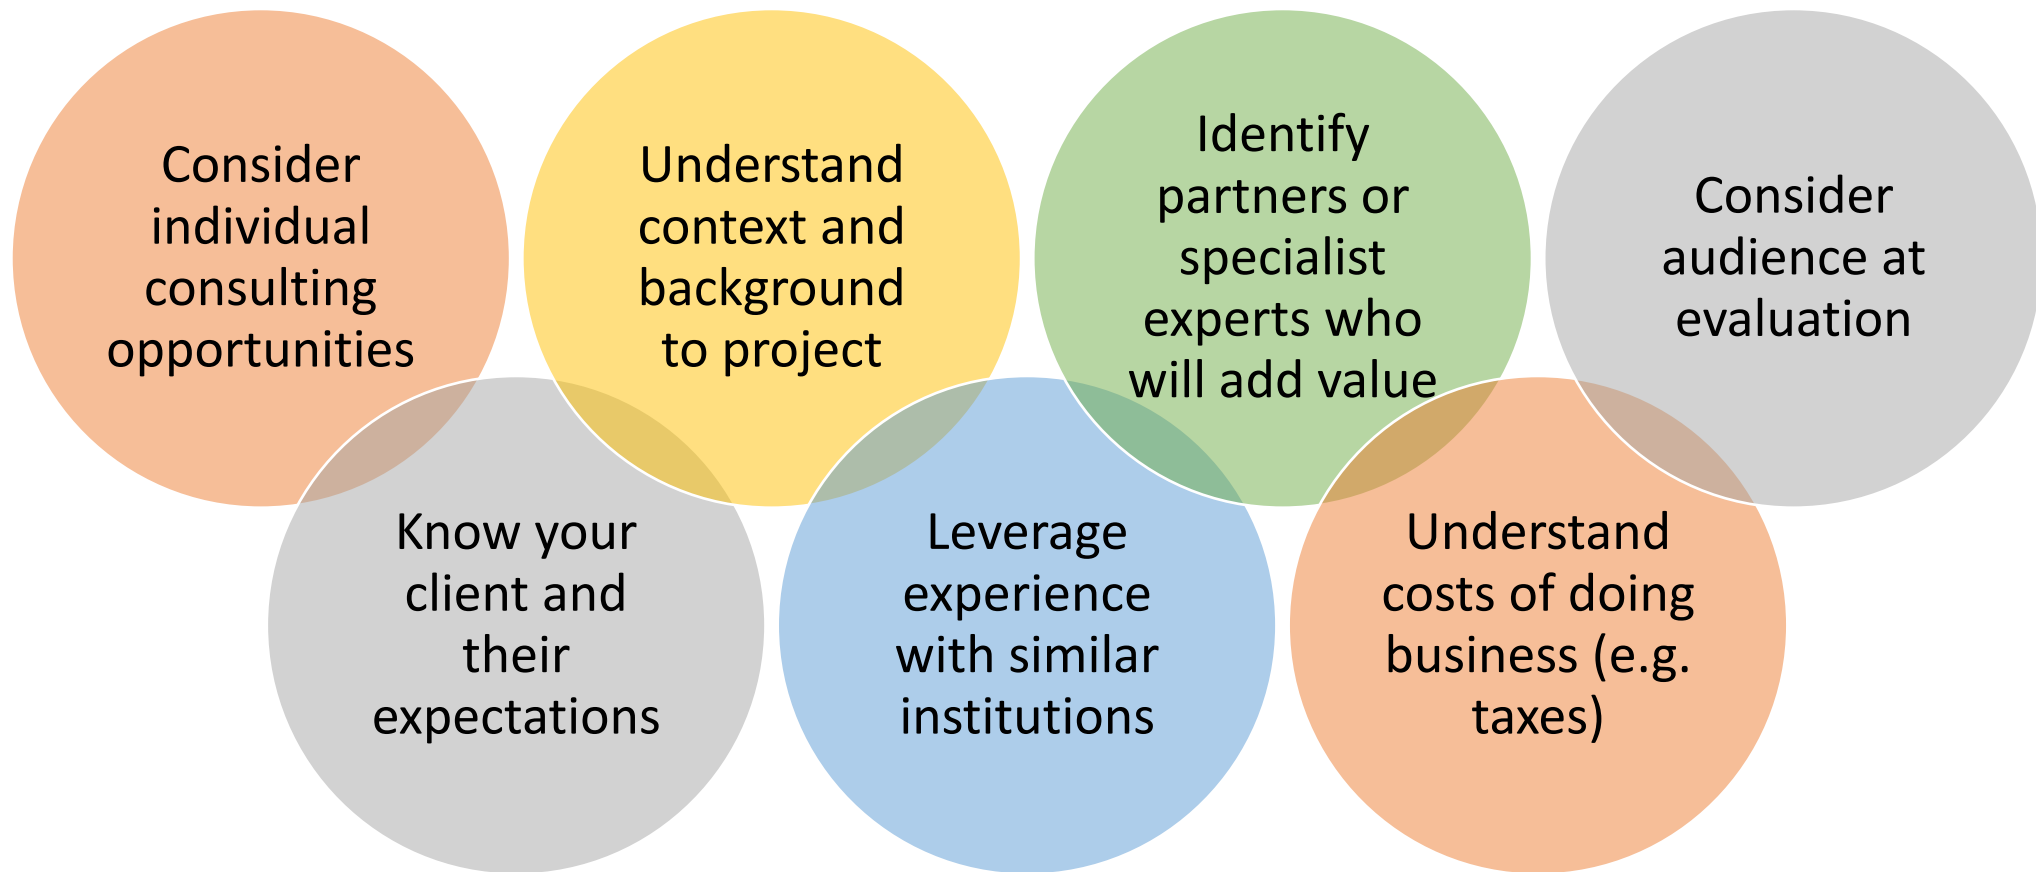 Consider
individual
consulting
opportunities
Know your
client and
their
expectations
Understand
context and
background
to project
Leverage
experience
with similar
institutions
Identify
partners or
specialist
experts who
will add value
Understand
costs of doing
business (e.g.
taxes)
Consider
audience at
evaluation